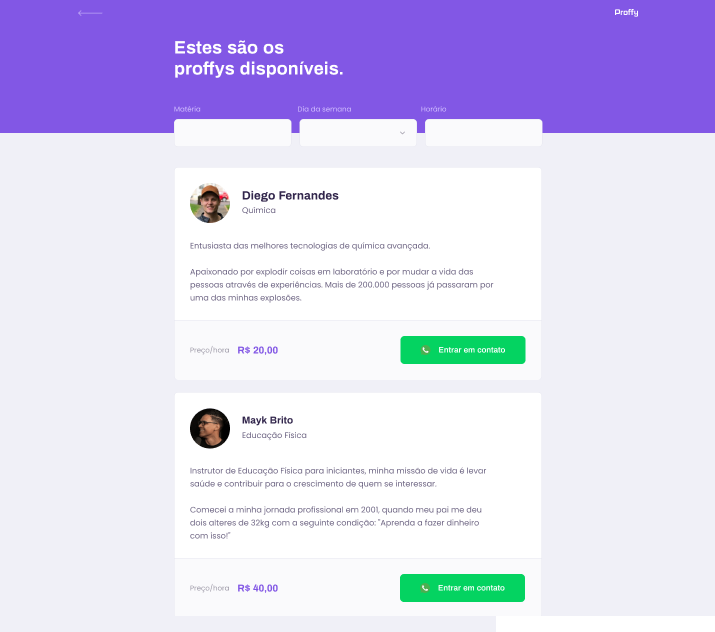 Proffy
Estes são os
proffys disponíveis.
Matéria
Dia da semana
Horário
Diego Fernandes
Química
Entusiasta das melhores tecnologias de química avançada.
Apaixonado por explodir coisas em laboratório e por mudar a vida das
pessoas através de experiências. Mais de 200.000 pessoas já passaram por
uma das minhas explosões.
Preço/hora R$ 20,00
Entrar em contato
Mayk Brito
Educação Física
Instrutor de Educação Física para iniciantes, minha missão de vida é levar
saúde e contribuir para o crescimento de quem se interessar.
Comecei a minha jornada profissional em 2001, quando meu pai me deu
dois alteres de 32kg com a seguinte condição: "Aprenda a fazer dinheiro
com isso!"
Preço/hora R$ 40,00
Entrar em contato